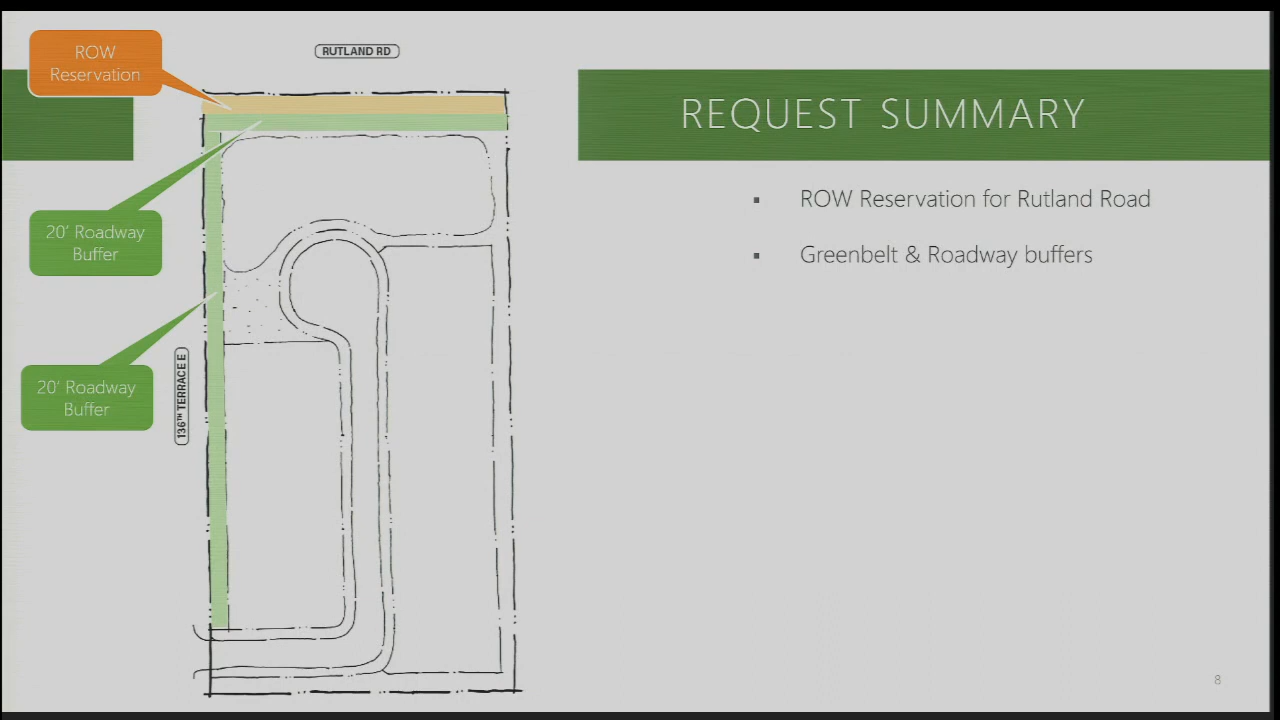 ROW
Reservation
RUTLAND RD
REQUEST SUMMARY
▪ ROW Reservation for Rutland Road
▪ Greenbelt & Roadway buffers
20' Roadway
Buffer
20' Roadway
Buffer
136TH TERRACE E
8